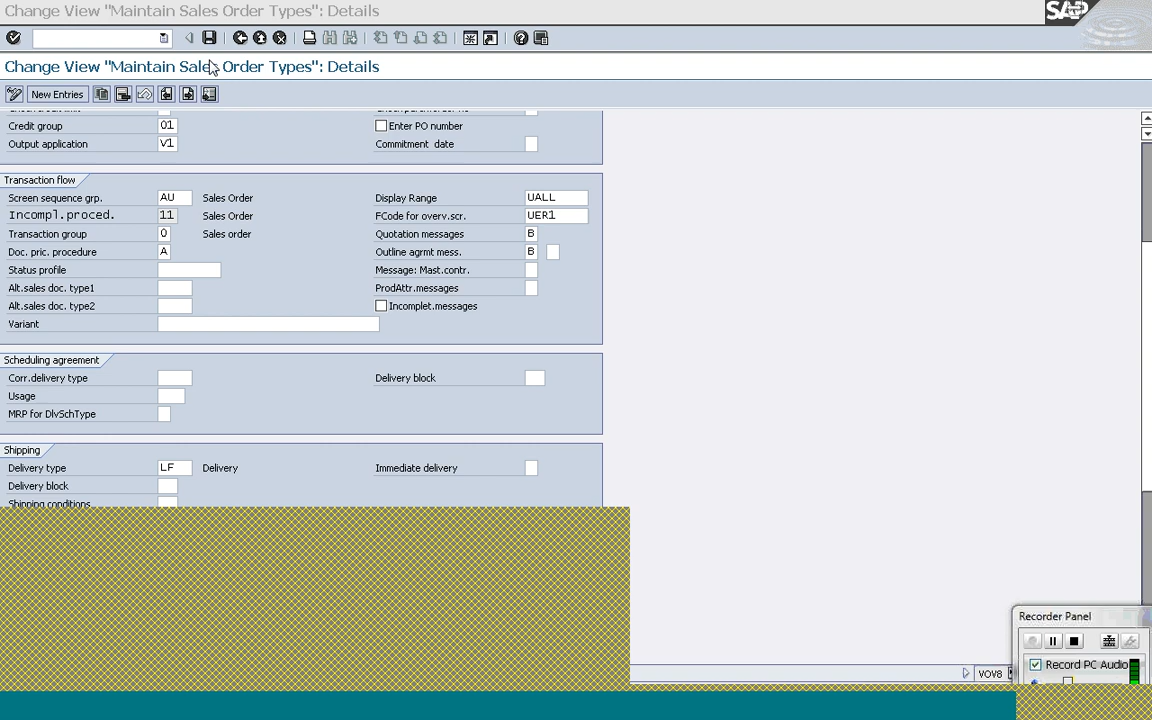 Change View "Maintain Sales Order Types": Details
SAP
Change View "Maintain Sales Order Types": Details
New Entries
Credit group 01 Enter PO number
Output application V1 Commitment date
Transaction flow
Screen sequence grp. AU Sales Order Display Range UALL
Incompl.proced. 11 Sales Order FCode for overv.scr. UER1
Transaction group 0 Sales order Quotation messages B
Doc. pric. procedure A Outline agrmt mess. B
Status profile Message: Mast.contr.
Alt.sales doc. type1 ProdAttr.messages
Alt.sales doc. type2 Incomplet.messages
Variant
Scheduling agreement
Corr.delivery type Delivery block
Usage
MRP for DlvSchType
Shipping
Delivery type LF Delivery Immediate delivery
Delivery block
Shipping conditions
Recorder Panel
Record PC Audio
VOV8